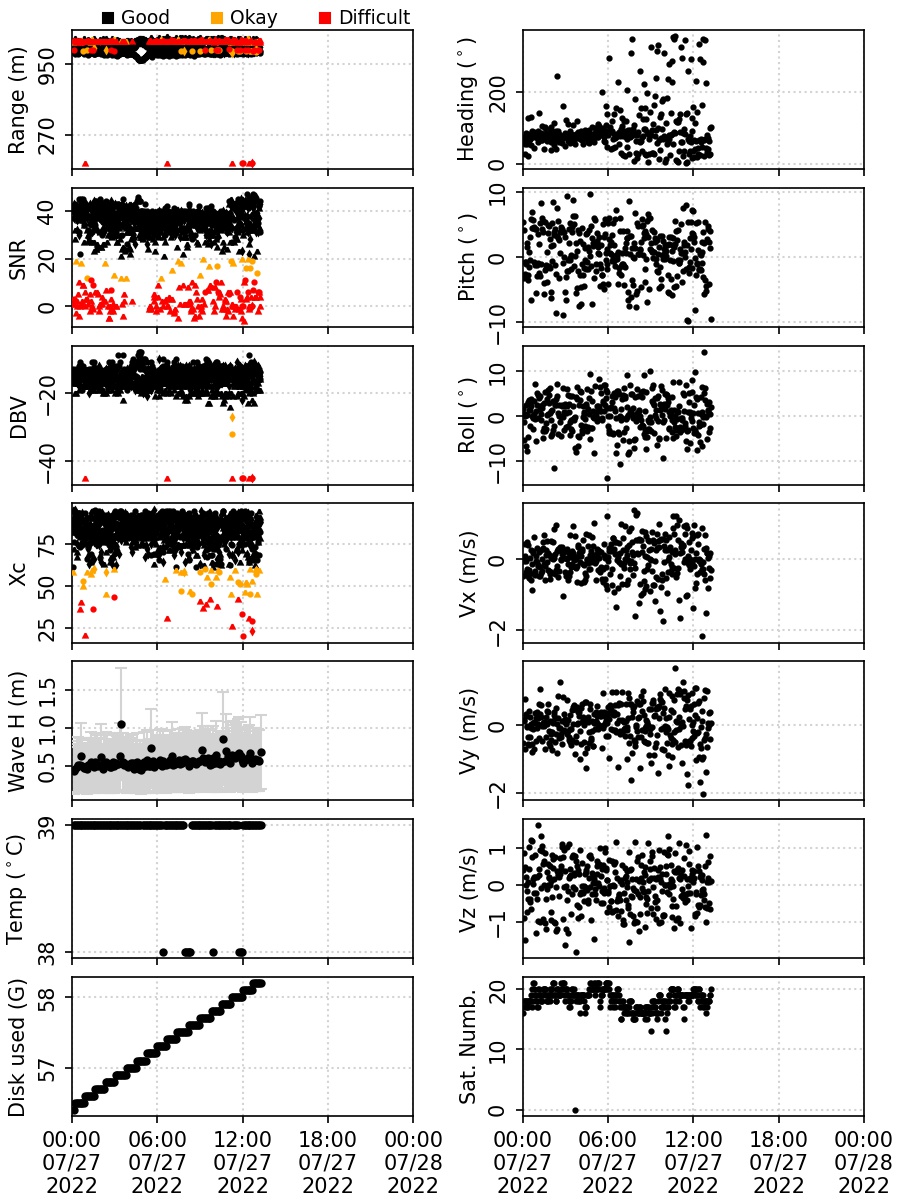 Good Okay Difficult
Range (m)
950
270
Heading (°)
200
0
SNR
40
20
0
Pitch (°)
10
0
−10
DBV
−20
−40
Roll (°)
10
0
−10
Xc
75
50
25
Vx (m/s)
0
−2
Wave H (m)
1.5
1.0
0.5
Vy (m/s)
0
−2
Temp (°C)
39
38
Vz (m/s)
1
0
−1
Disk used (G)
58
57
Sat. Numb.
20
10
0
00:00 06:00 12:00 18:00 00:00
07/27 07/27 07/27 07/27 07/28
2022 2022 2022 2022 2022
00:00 06:00 12:00 18:00 00:00
07/27 07/27 07/27 07/27 07/28
2022 2022 2022 2022 2022